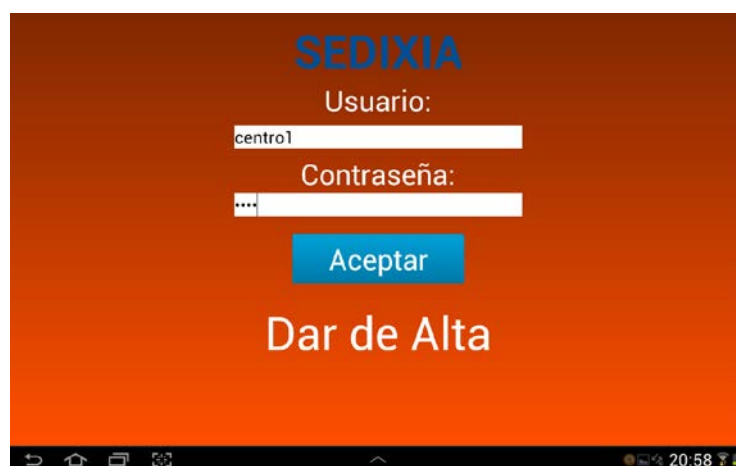 SEDIXIA
Usuario:
centro1
Contraseña:
••••
Aceptar
Dar de Alta
20:58